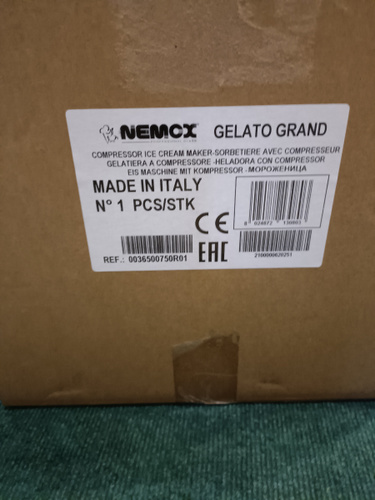 NEMOX GELATO GRAND
COMPRESSOR ICE CREAM MAKER-SORBETIERE AVEC COMPRESSEUR
GELATIERA A COMPRESSORE -HELADORA CON COMPRESSOR
EIS MASCHINE MIT KOMPRESSOR -МОРОЖЕНИЦА
MADE IN ITALY
N° 1 PCS/STK
CE
EAC
REF.: 0036500750R01